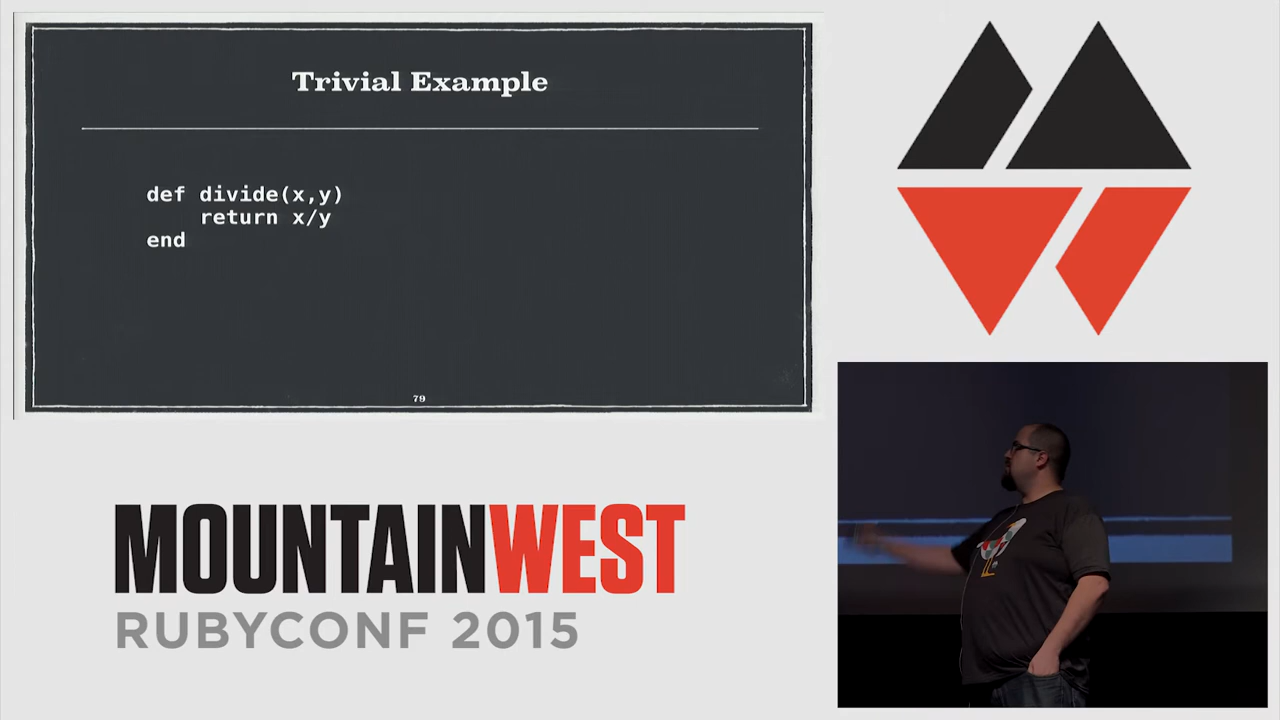 Trivial Example
def divide(x,y)
    return x/y
end
79
MOUNTAINWEST
RUBYCONF 2015